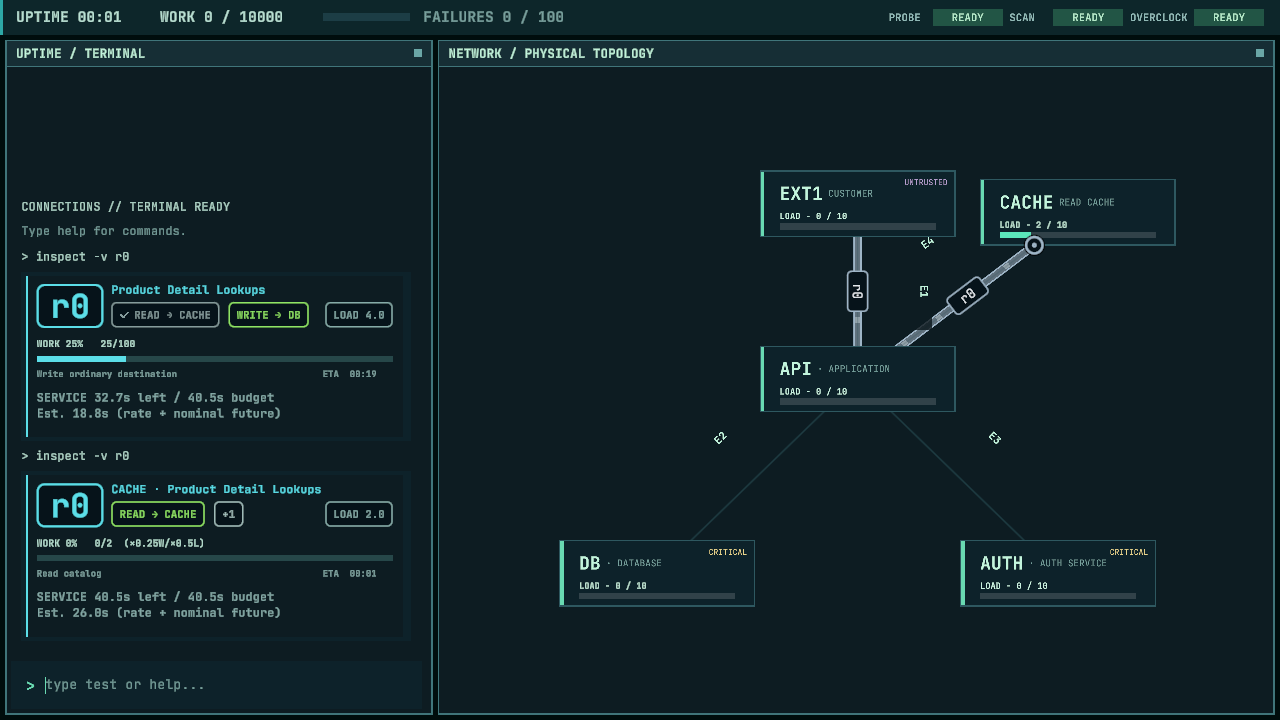 UPTIME 00:01 WORK 0 / 10000 FAILURES 0 / 100 PROBE READY SCAN READY OVERCLOCK READY
UPTIME / TERMINAL
CONNECTIONS // TERMINAL READY
Type help for commands.
> inspect -v r0
r0 Product Detail Lookups
✓ READ → CACHE WRITE → DB LOAD 4.0
WORK 25% 25/100
Write ordinary destination ETA 00:19
SERVICE 32.7s left / 40.5s budget
Est. 18.8s (rate + nominal future)
> inspect -v r0
r0 CACHE · Product Detail Lookups
READ → CACHE +1 LOAD 2.0
WORK 0% 0/2 (×0.25W/×0.5L)
Read catalog ETA 00:01
SERVICE 40.5s left / 40.5s budget
Est. 26.0s (rate + nominal future)
> type test or help...
NETWORK / PHYSICAL TOPOLOGY
EXT1 CUSTOMER UNTRUSTED
LOAD - 0 / 10
CACHE READ CACHE
LOAD - 2 / 10
E4
r0
E1
r0
API · APPLICATION
LOAD - 0 / 10
E2
E3
DB · DATABASE CRITICAL
LOAD - 0 / 10
AUTH · AUTH SERVICE CRITICAL
LOAD - 0 / 10